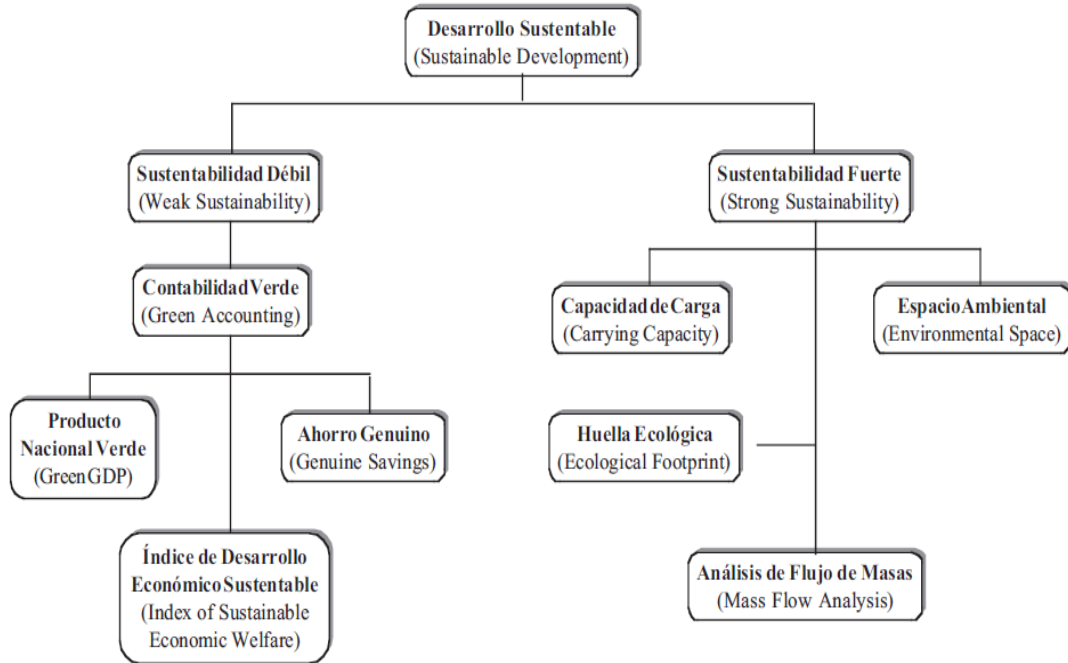 Desarrollo Sustentable
(Sustainable Development)
Sustentabilidad Débil
(Weak Sustainability)
Sustentabilidad Fuerte
(Strong Sustainability)
Contabilidad Verde
(Green Accounting)
Capacidad de Carga
(Carrying Capacity)
Espacio Ambiental
(Environmental Space)
Producto
Nacional Verde
(Green GDP)
Ahorro Genuino
(Genuine Savings)
Huella Ecológica
(Ecological Footprint)
Índice de Desarrollo
Económico Sustentable
(Index of Sustainable
Economic Welfare)
Análisis de Flujo de Masas
(Mass Flow Analysis)